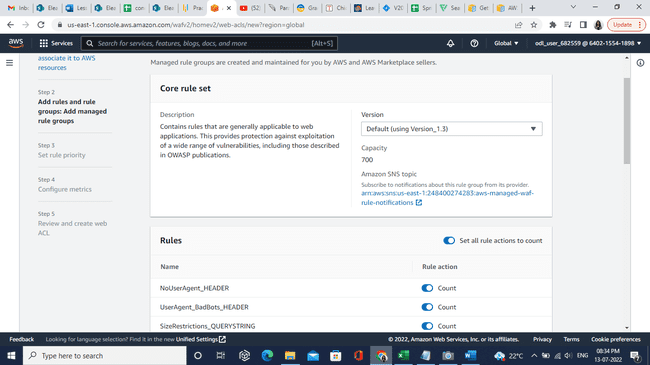 Inb
Elec
Les
Elec
con
Elec
Pra
(52
Par
Gre
Chi
Lea
V2
Spr
Sec
Get
AW
us-east-1.console.aws.amazon.com/wafv2/homev2/web-acls/new?region=global
Update
aws
Services
Search for services, features, blogs, docs, and more
[Alt+S]
Global
odl_user_682559 @ 6402-1554-1898
associate it to AWS
resources
Step 2
Add rules and rule
groups: Add managed
rule groups
Step 3
Set rule priority
Step 4
Configure metrics
Step 5
Review and create web
ACL
Managed rule groups are created and maintained for you by AWS and AWS Marketplace sellers.
Core rule set
Description
Contains rules that are generally applicable to web
applications. This provides protection against exploitation
of a wide range of vulnerabilities, including those described
in OWASP publications.
Version
Default (using Version_1.3)
Capacity
700
Amazon SNS topic
Subscribe to notifications about this rule group from its provider.
arn:aws:sns:us-east-1:248400274283:aws-managed-waf-
rule-notifications
Rules
Set all rule actions to count
Name
Rule action
NoUserAgent_HEADER
Count
UserAgent_BadBots_HEADER
Count
SizeRestrictions_QUERYSTRING
Count
Feedback
Looking for language selection? Find it in the new Unified Settings
© 2022, Amazon Web Services, Inc. or its affiliates.
Privacy
Terms
Cookie preferences
Type here to search
22°C
ENG
08:34 PM
13-07-2022